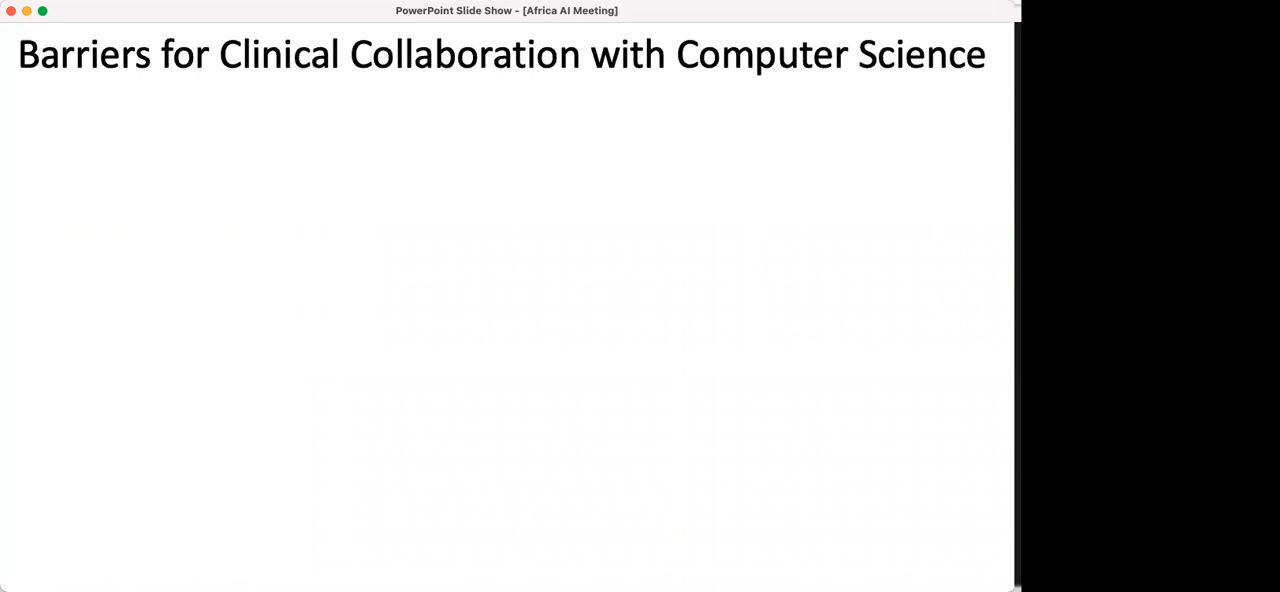 PowerPoint Slide Show - [Africa AI Meeting]
Barriers for Clinical Collaboration with Computer Science